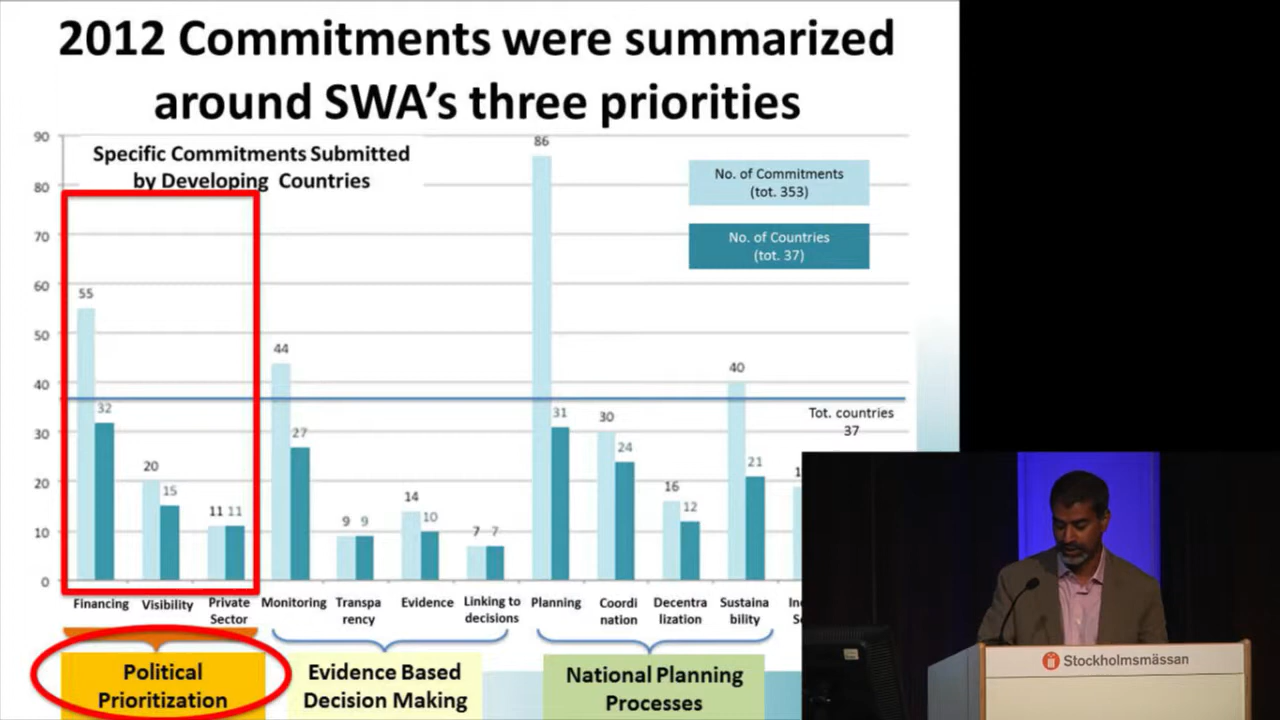 2012 Commitments were summarized
around SWA's three priorities
Specific Commitments Submitted
by Developing Countries
No. of Commitments
(tot. 353)
No. of Countries
(tot. 37)
Tot. countries
37
90
80
70
60
50
40
30
20
10
0
55
32
20
15
11 11
44
27
9 9
14
10
7 7
86
31
30
24
16
12
40
21
Financing
Visibility
Private
Sector
Monitoring
Transpa
rency
Evidence
Linking to
decisions
Planning
Coordi
nation
Decentra
lization
Sustaina
bility
Political
Prioritization
Evidence Based
Decision Making
National Planning
Processes
Stockholmsmässan